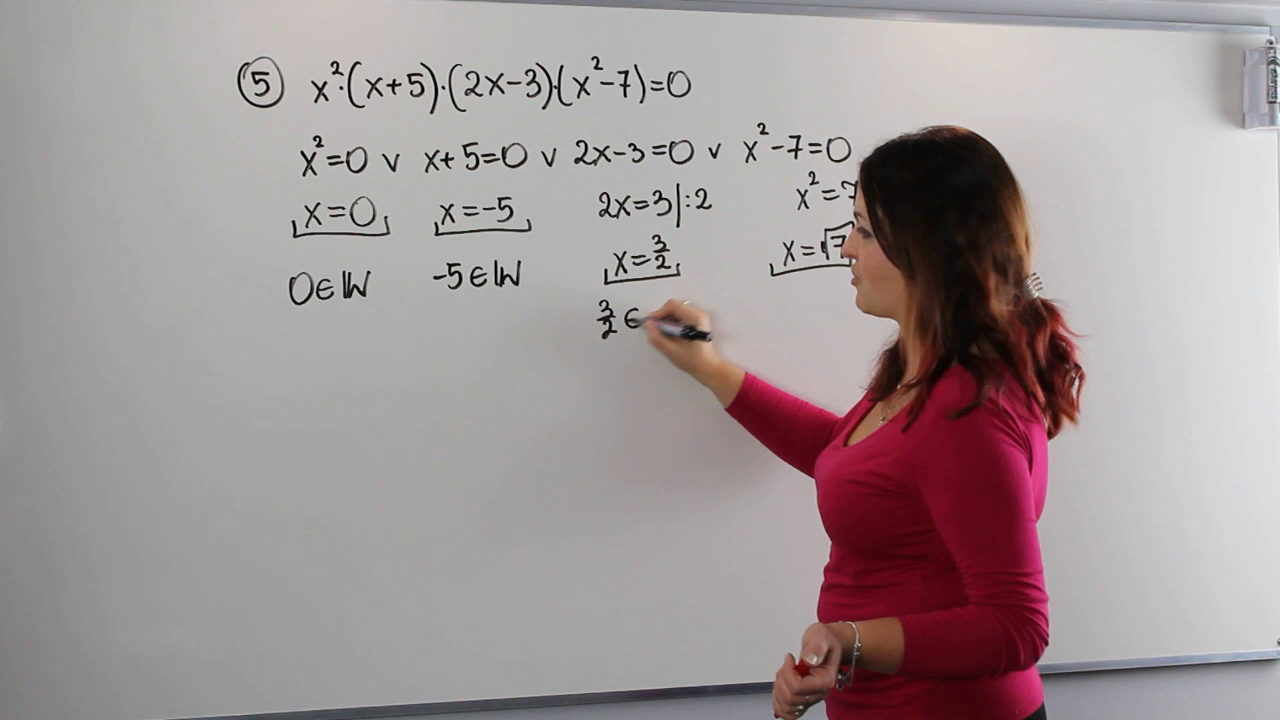 ⑤ x²·(x+5)·(2x-3)·(x²-7)=0
x²=0 ∨ x+5=0 ∨ 2x-3=0 ∨ x²-7=0
x=0 x=-5 2x=3|:2 x²=7
x=3/2 x=√7
0∈W -5∈W
3/2 ∈